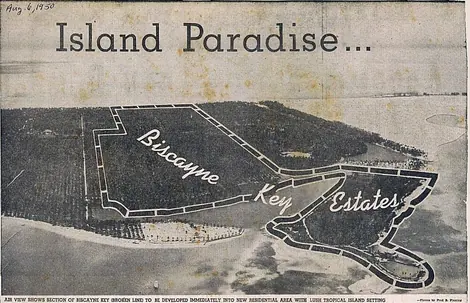 Aug. 6, 1950
Island Paradise...
Biscayne
Key
Estates
AIR VIEW SHOWS SECTION OF BISCAYNE KEY (BROKEN LINE) TO BE DEVELOPED IMMEDIATELY INTO NEW RESIDENTIAL AREA WITH LUSH TROPICAL ISLAND SETTING